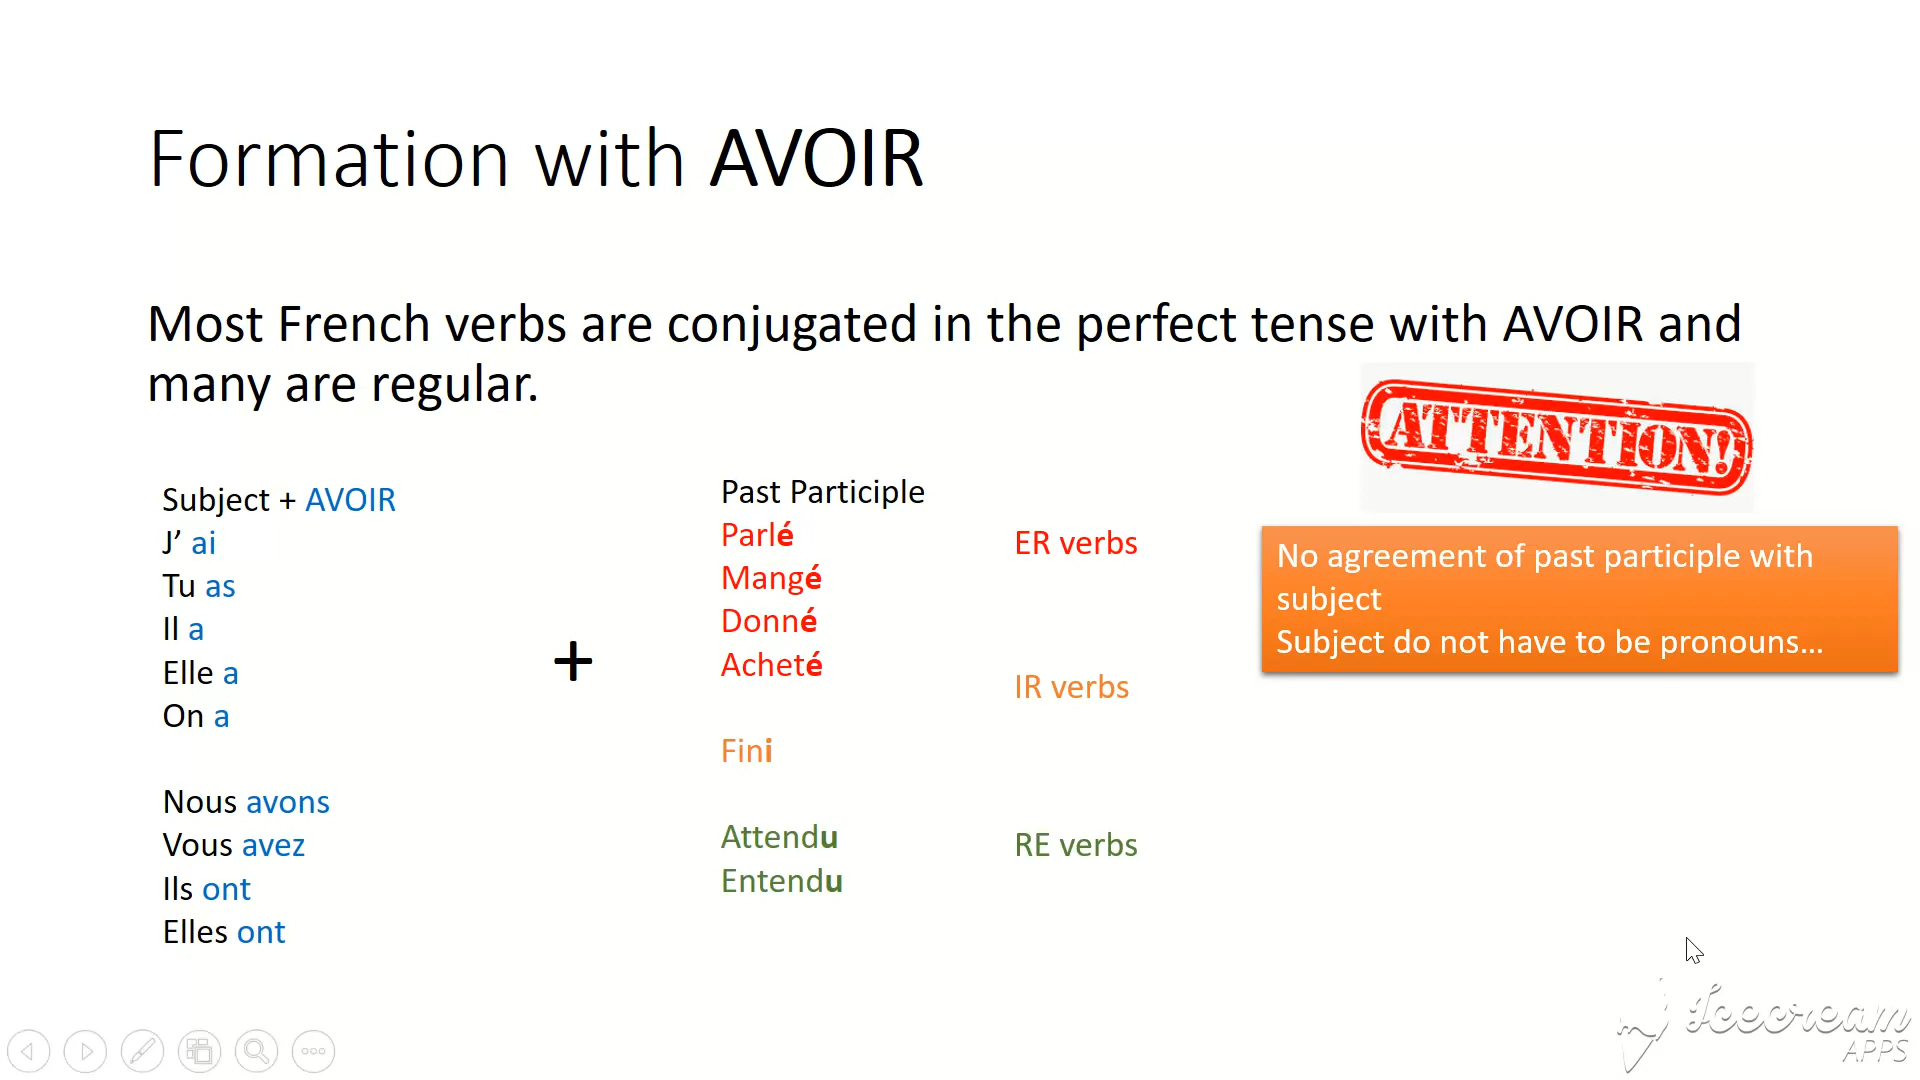 Formation with AVOIR
Most French verbs are conjugated in the perfect tense with AVOIR and
many are regular.
ATTENTION!
Subject + AVOIR
J’ ai
Tu as
Il a
Elle a
On a
Nous avons
Vous avez
Ils ont
Elles ont
+
Past Participle
Parlé
Mangé
Donné
Acheté
Fini
Attendu
Entendu
ER verbs
IR verbs
RE verbs
No agreement of past participle with
subject
Subject do not have to be pronouns...
Icecream
APPS